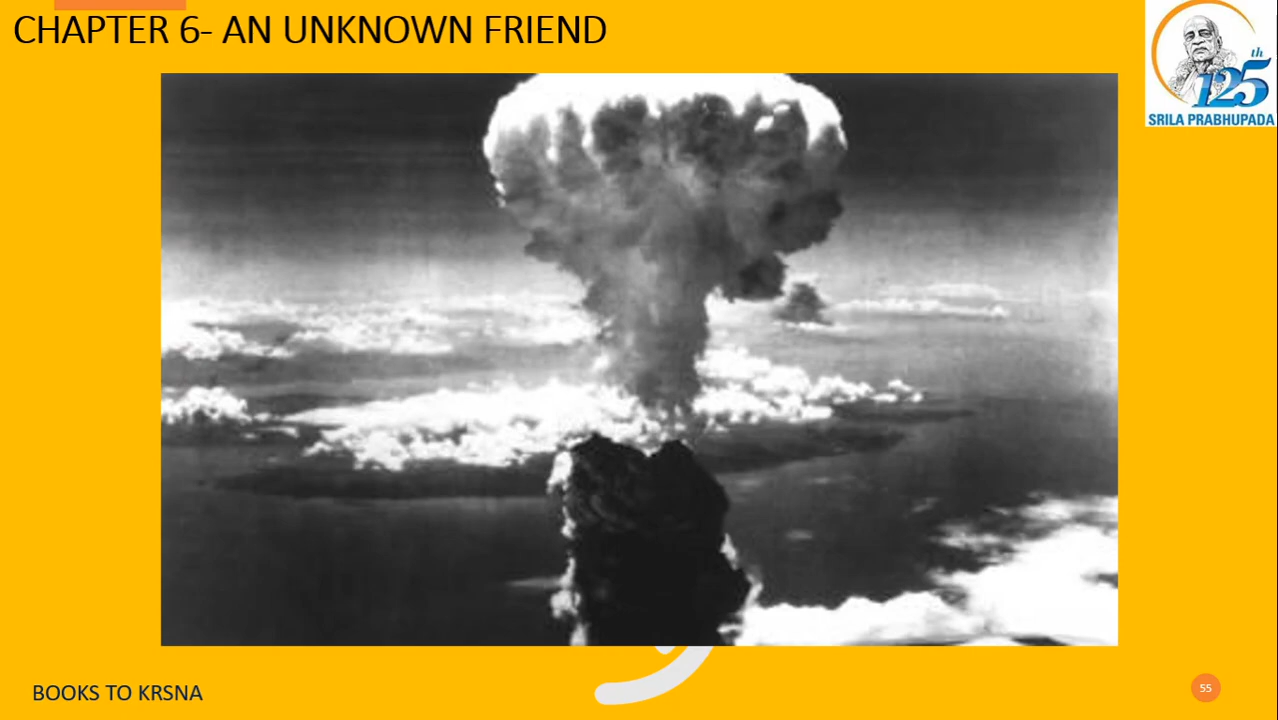 CHAPTER 6- AN UNKNOWN FRIEND
125th
SRILA PRABHUPADA
BOOKS TO KRSNA
55